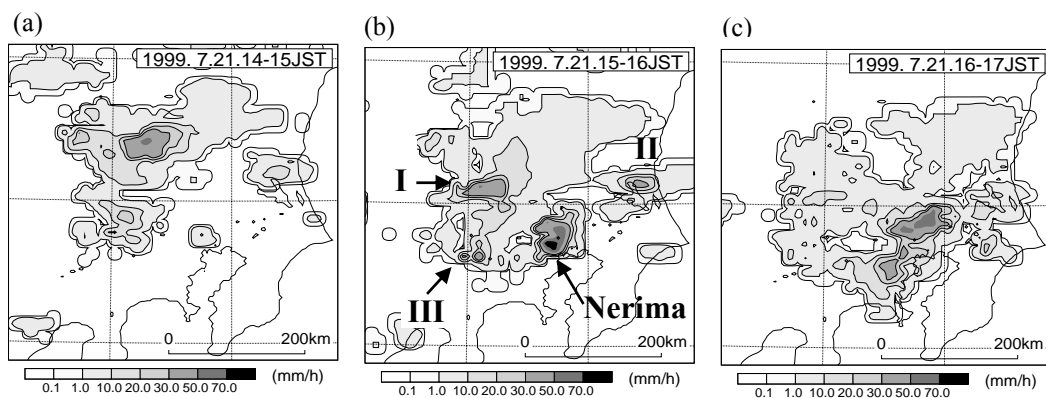 (a)
1999. 7.21.14-15JST
0 200km
0.1 1.0 10.0 20.0 30.0 50.0 70.0 (mm/h)
(b)
1999. 7.21.15-16JST
I
II
III
Nerima
0 200km
0.1 1.0 10.0 20.0 30.0 50.0 70.0 (mm/h)
(c)
1999. 7.21.16-17JST
0 200km
0.1 1.0 10.0 20.0 30.0 50.0 70.0 (mm/h)